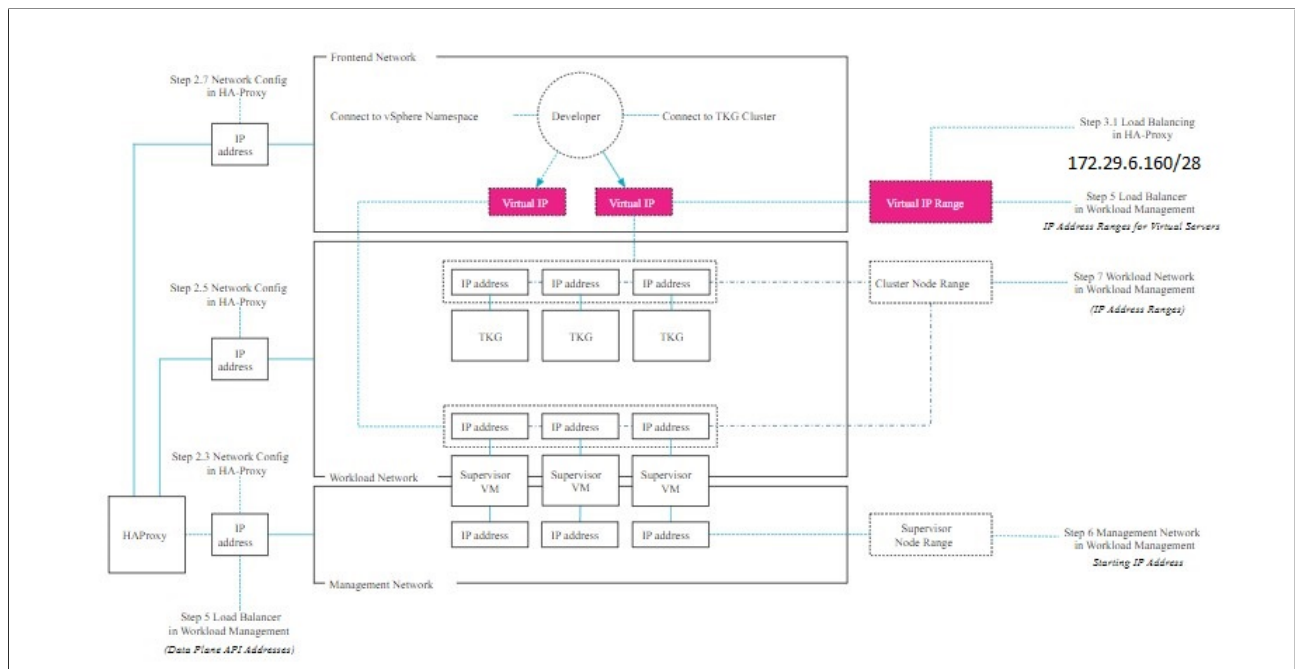 Frontend Network
Step 2.7 Network Config
in HA-Proxy
IP
address
Connect to vSphere Namespace
Developer
Connect to TKG Cluster
Virtual IP
Virtual IP
Virtual IP Range
Step 3.1 Load Balancing
in HA-Proxy
172.29.6.160/28
Step 5 Load Balancer
in Workload Management
IP Address Ranges for Virtual Servers
Step 2.5 Network Config
in HA-Proxy
IP
address
IP address
IP address
IP address
TKG
TKG
TKG
Cluster Node Range
Step 7 Workload Network
in Workload Management
(IP Address Ranges)
IP address
IP address
IP address
Supervisor
VM
Supervisor
VM
Supervisor
VM
Workload Network
Step 2.3 Network Config
in HA-Proxy
HAProxy
IP
address
IP address
IP address
IP address
Supervisor
Node Range
Step 6 Management Network
in Workload Management
Starting IP Address
Management Network
Step 5 Load Balancer
in Workload Management
(Data Plane API Addresses)